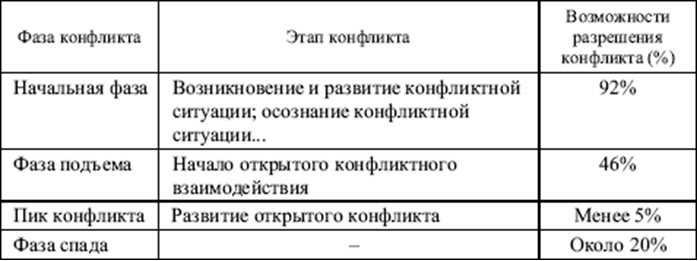 Фаза конфликта
Этап конфликта
Возможности
разрешения
конфликта (%)
Начальная фаза
Возникновение и развитие конфликтной
ситуации; осознание конфликтной
ситуации...
92%
Фаза подъема
Начало открытого конфликтного
взаимодействия
46%
Пик конфликта
Развитие открытого конфликта
Менее 5%
Фаза спада
–
Около 20%